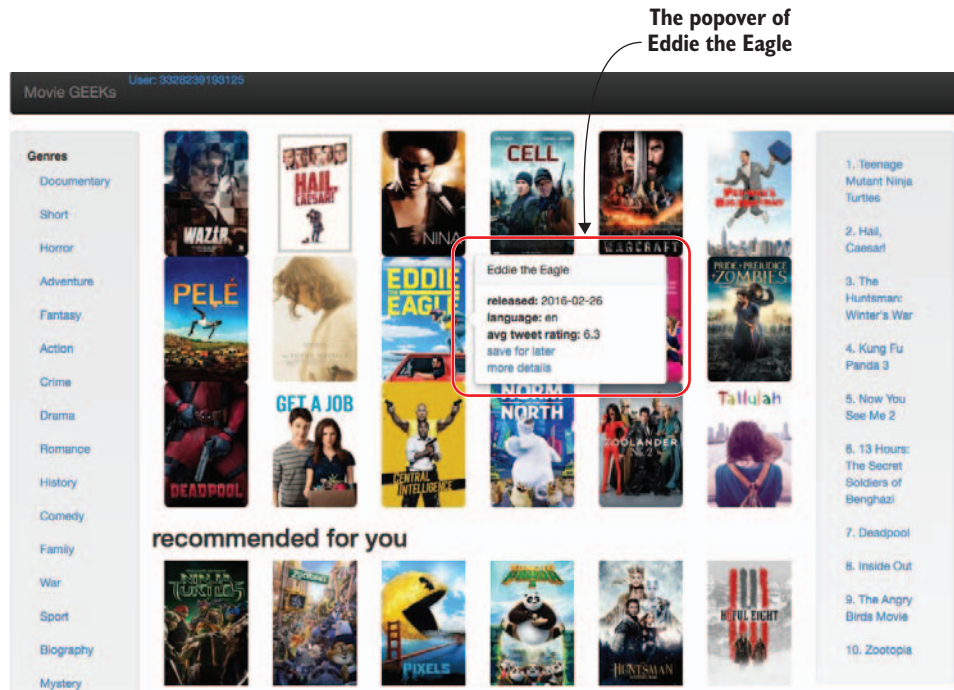 The popover of
Eddie the Eagle
Movie GEEKs
User: 3328239193125
Genres
Documentary
Short
Horror
Adventure
Fantasy
Action
Crime
Drama
Romance
History
Comedy
Family
War
Sport
Biography
Mystery
WAZIR
HAIL,
CAESAR!
NINA
CELL
WARCRAFT
PELÉ
EDDIE
THE
EAGLE
Eddie the Eagle
released: 2016-02-26
language: en
avg tweet rating: 6.3
save for later
more details
PRIDE + PREJUDICE
ZOMBIES
DEADPOOL
GET A JOB
CENTRAL
INTELLIGENCE
NORM
NORTH
ZOOLANDER
Tallulah
recommended for you
NINJA
TURTLES
PIXELS
PANDA
HUNTSMAN
EIGHT
1. Teenage
Mutant Ninja
Turtles
2. Hail,
Caesar!
3. The
Huntsman:
Winter's War
4. Kung Fu
Panda 3
5. Now You
See Me 2
6. 13 Hours:
The Secret
Soldiers of
Benghazi
7. Deadpool
8. Inside Out
9. The Angry
Birds Movie
10. Zootopia